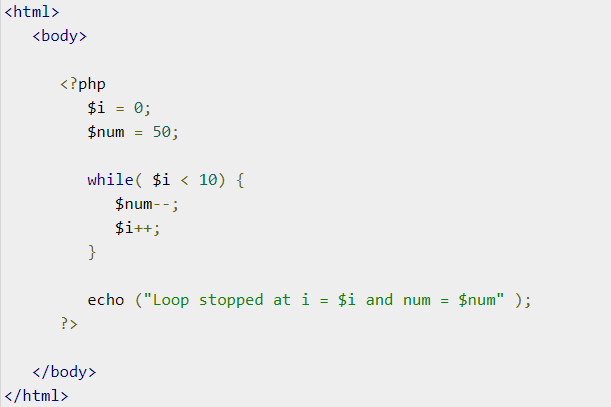 <html>
<body>
<?php
$i = 0;
$num = 50;
while( $i < 10) {
$num--;
$i++;
}
echo ("Loop stopped at i = $i and num = $num" );
?>
</body>
</html>